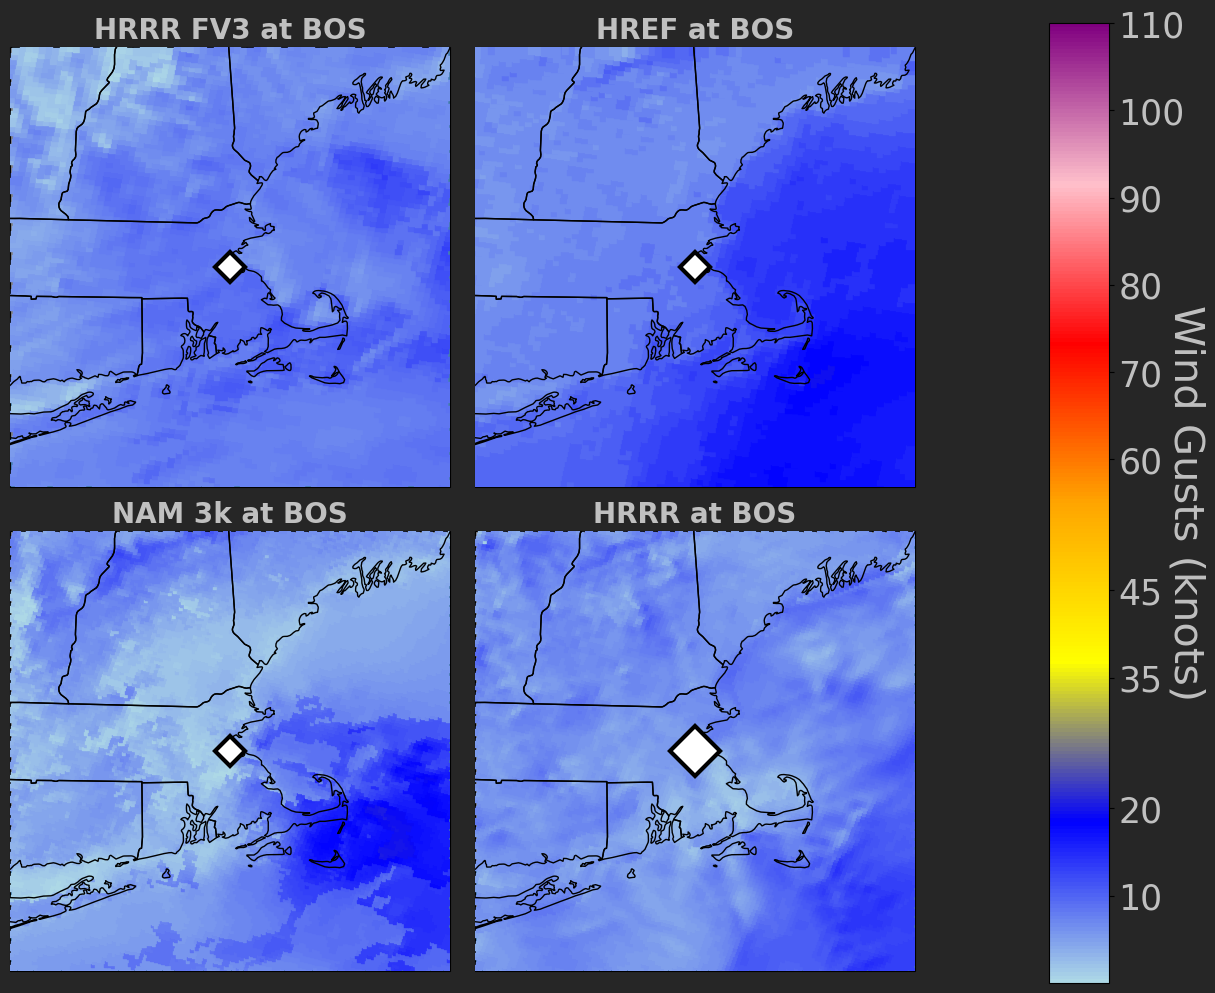 HRRR FV3 at BOS
HREF at BOS
NAM 3k at BOS
HRRR at BOS
110
100
90
80
70
60
45
35
20
10
Wind Gusts (knots)